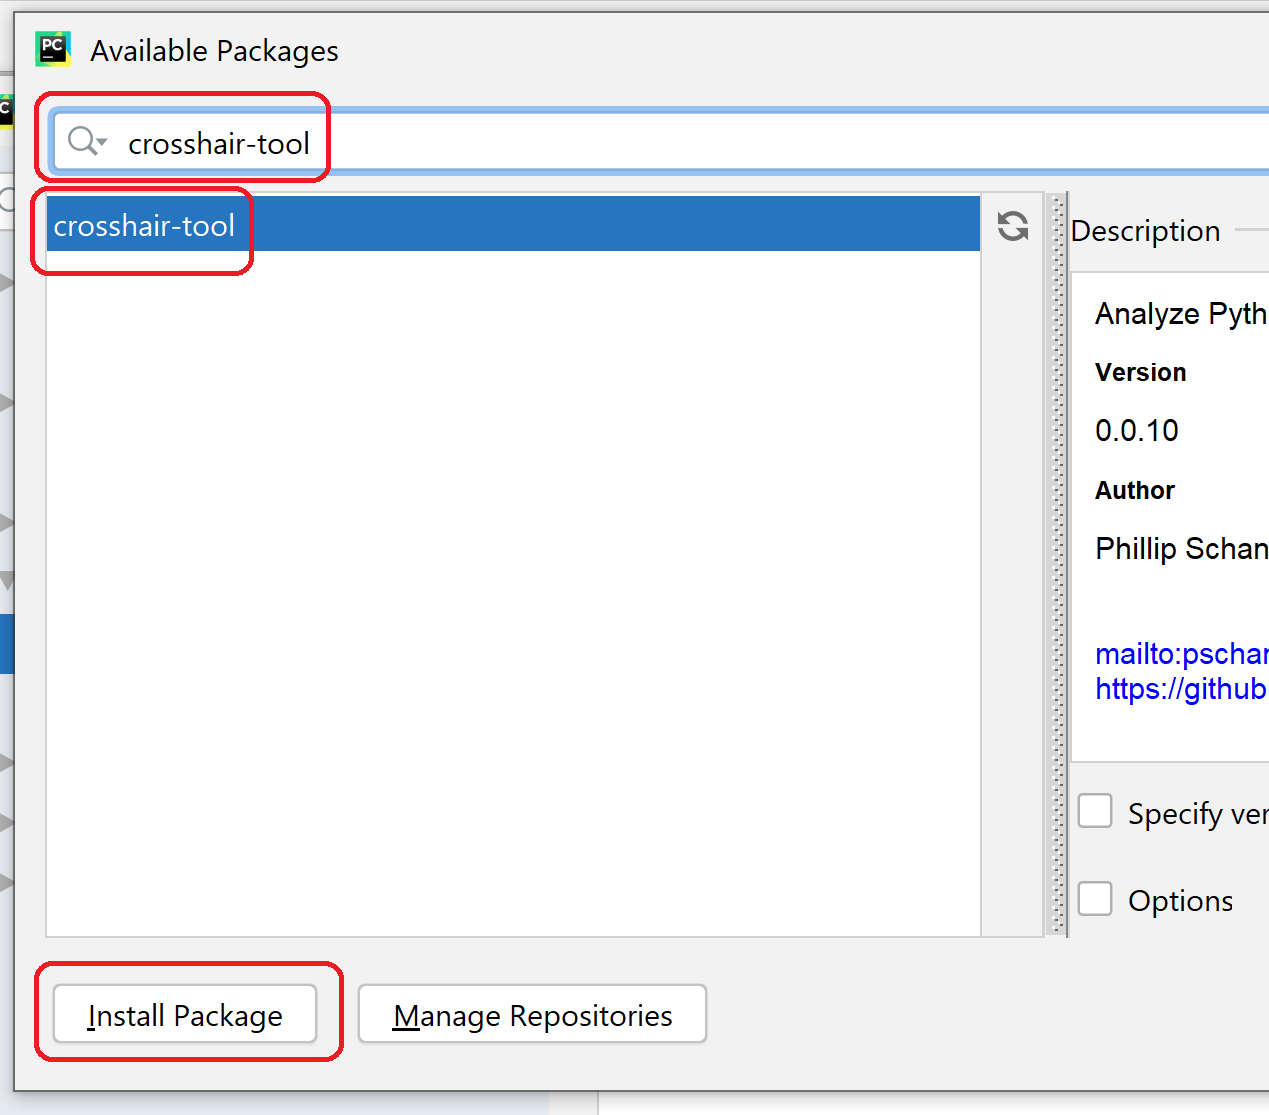 PC
Available Packages
C
crosshair-tool
crosshair-tool
Description
Analyze Pyth
Version
0.0.10
Author
Phillip Schan
mailto:pschar
https://github
Specify ver
Options
Install Package
Manage Repositories